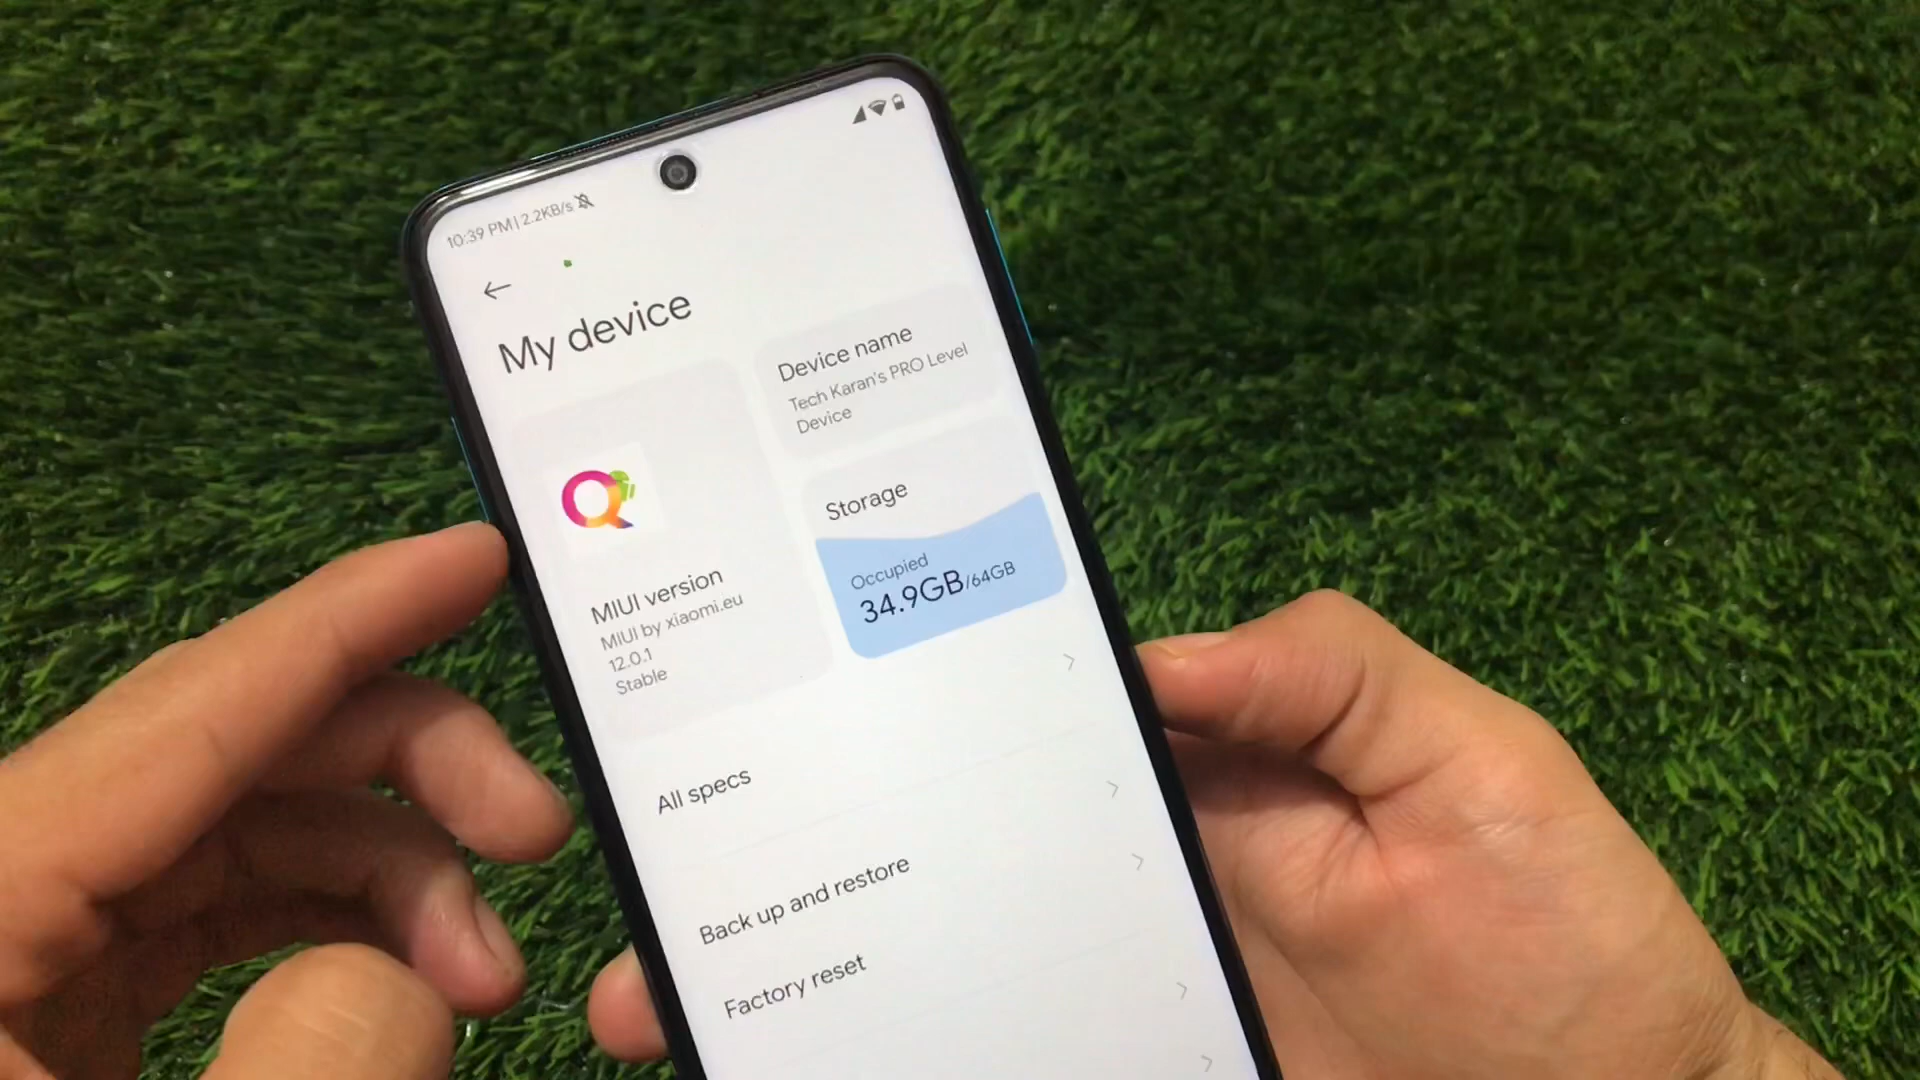 10:39 PM | 2.2KB/s
My device
Device name
Tech Karan's PRO Level
Device
MIUI version
MIUI by xiaomi.eu
12.0.1
Stable
Storage
Occupied
34.9GB/64GB
All specs
Back up and restore
Factory reset